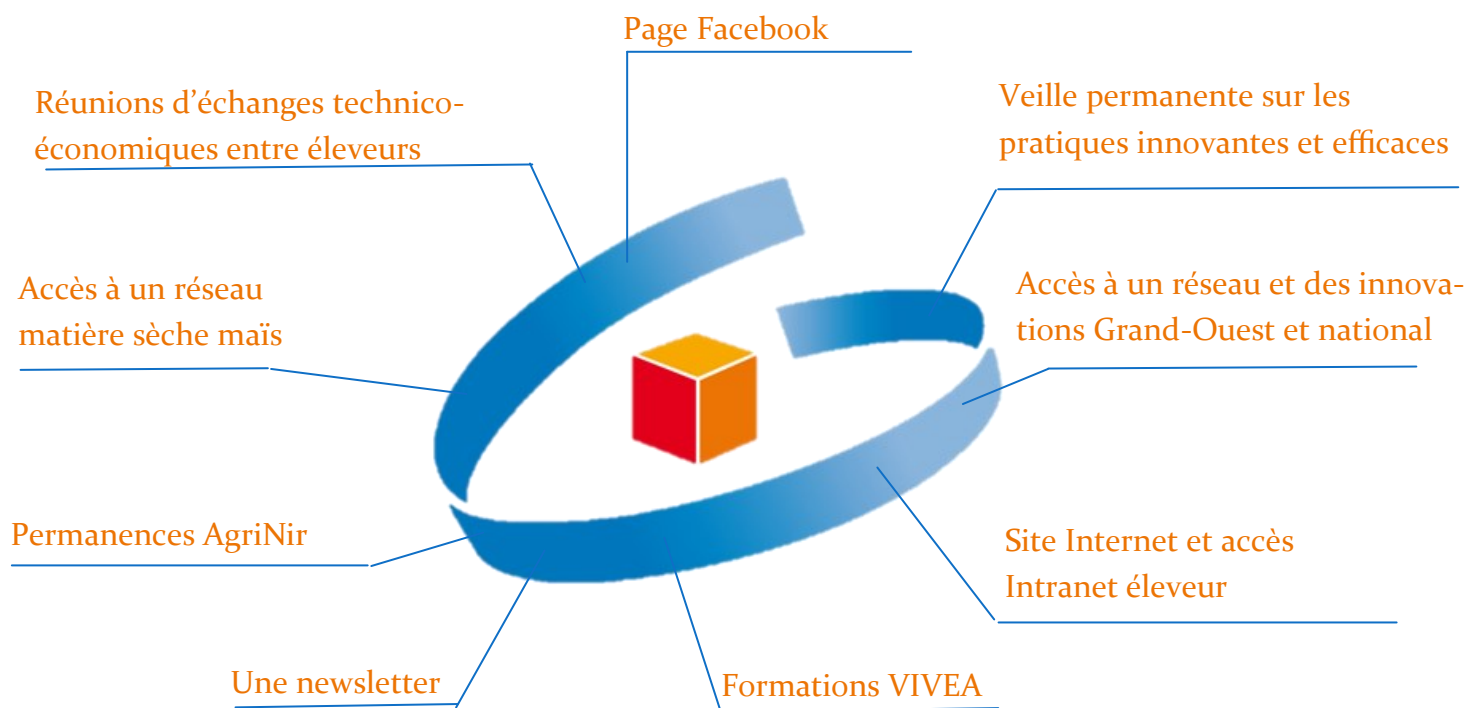 Page Facebook
Réunions d'échanges technico-
économiques entre éleveurs
Veille permanente sur les
pratiques innovantes et efficaces
Accès à un réseau
matière sèche maïs
Accès à un réseau et des innova-
tions Grand-Ouest et national
Permanences AgriNir
Site Internet et accès
Intranet éleveur
Une newsletter
Formations VIVEA